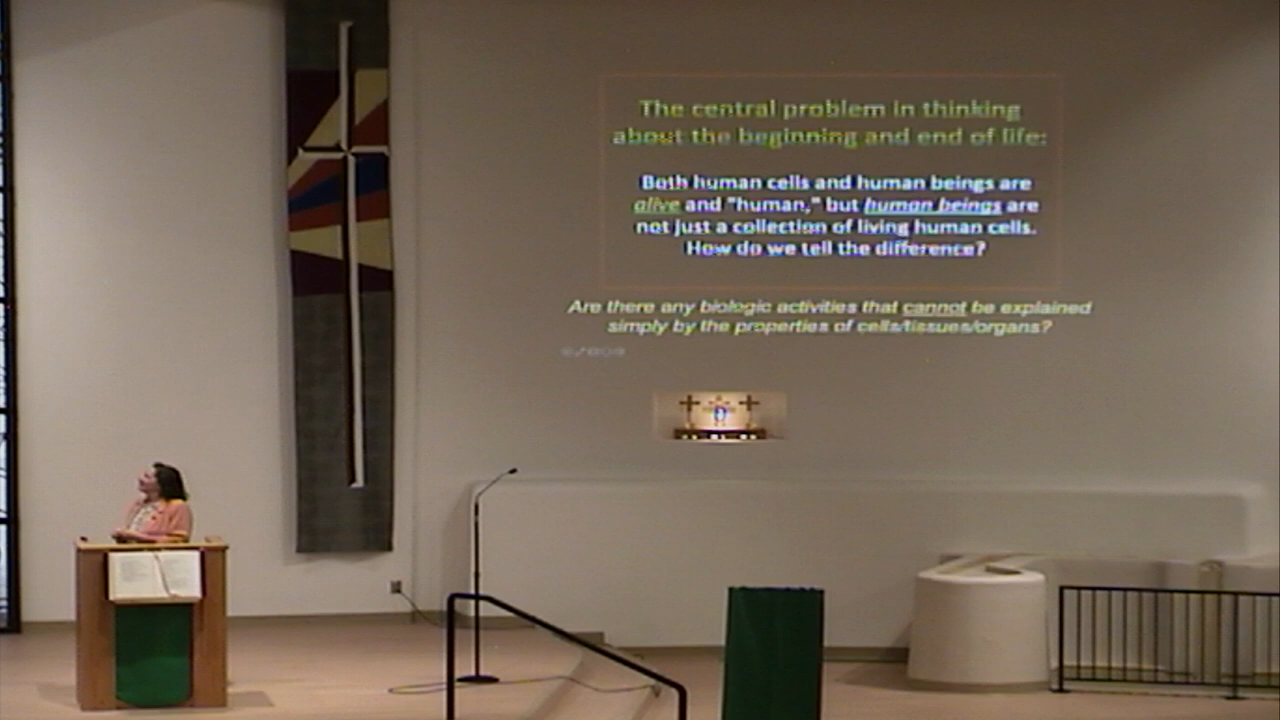 The central problem in thinking
about the beginning and end of life:
Both human cells and human beings are
alive and "human," but human beings are
not just a collection of living human cells.
How do we tell the difference?
Are there any biologic activities that cannot be explained
simply by the properties of cells/tissues/organs?